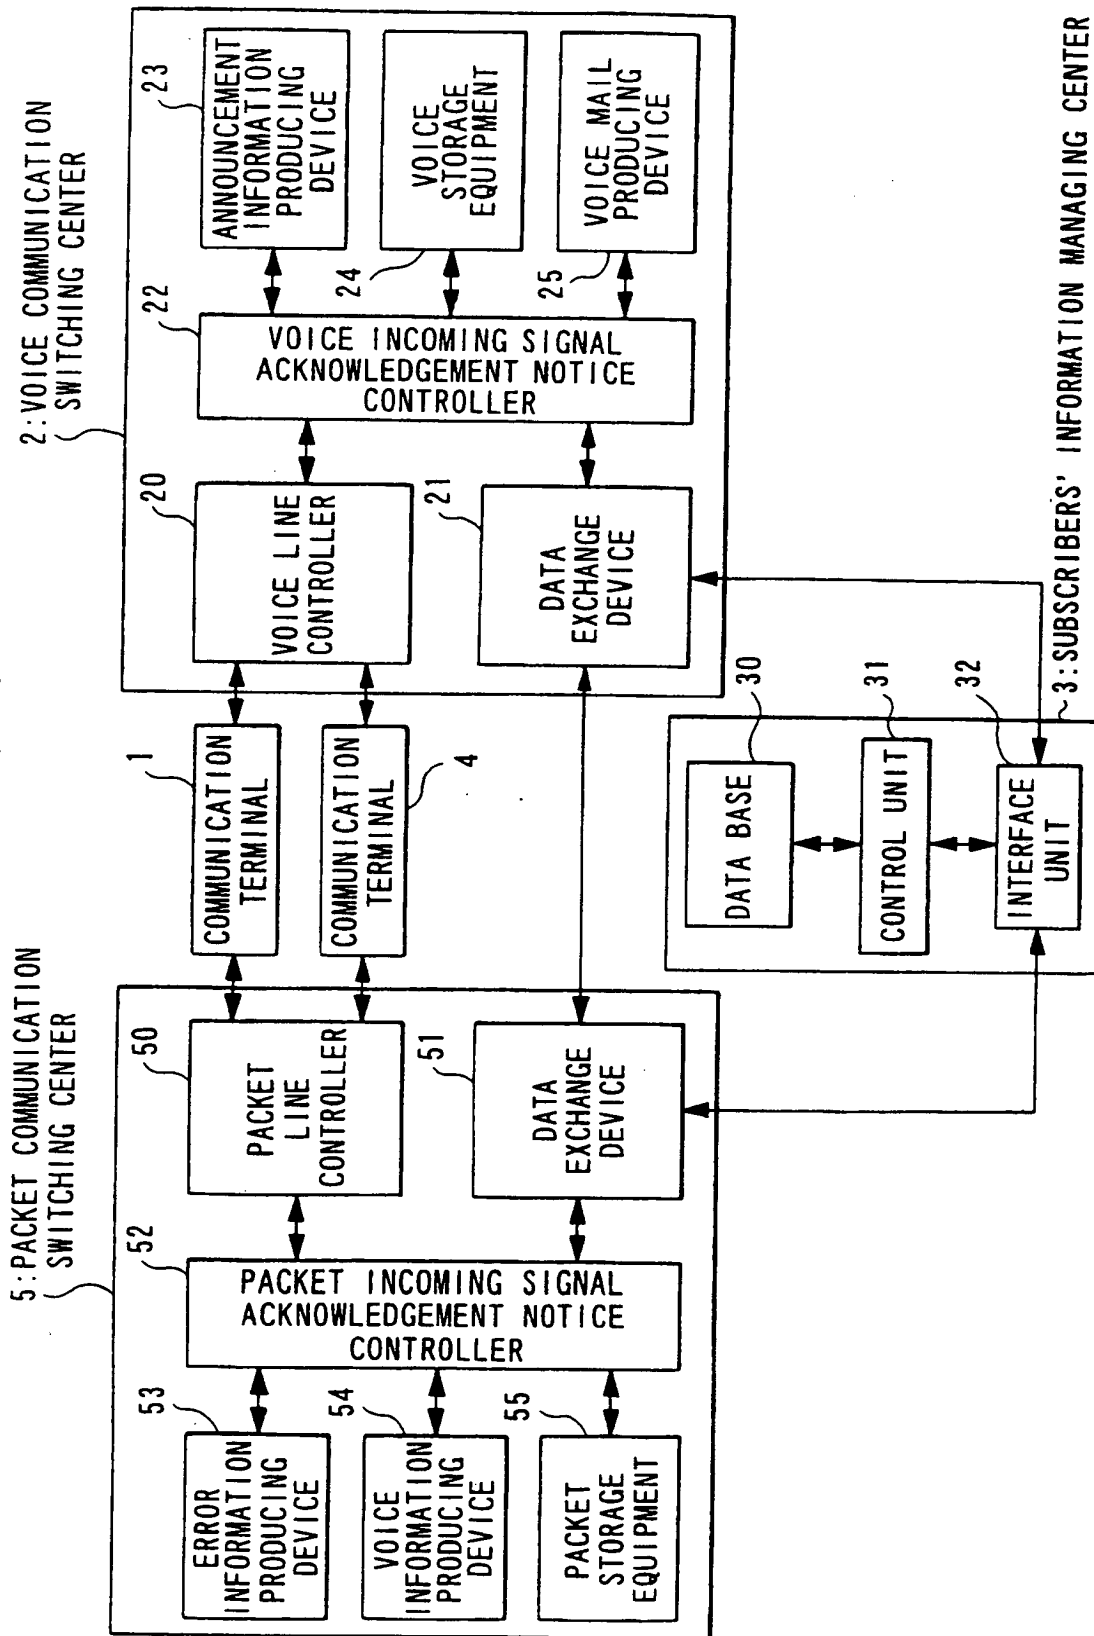 5:PACKET COMMUNICATION
SWITCHING CENTER
53
ERROR
INFORMATION
PRODUCING
DEVICE
54
VOICE
INFORMATION
PRODUCING
DEVICE
55
PACKET
STORAGE
EQUIPMENT
52
PACKET INCOMING SIGNAL
ACKNOWLEDGEMENT NOTICE
CONTROLLER
50
PACKET
LINE
CONTROLLER
51
DATA
EXCHANGE
DEVICE
1
COMMUNICATION
TERMINAL
COMMUNICATION
TERMINAL
4
2:VOICE COMMUNICATION
SWITCHING CENTER
20
VOICE LINE
CONTROLLER
21
DATA
EXCHANGE
DEVICE
22
VOICE INCOMING SIGNAL
ACKNOWLEDGEMENT NOTICE
CONTROLLER
23
ANNOUNCEMENT
INFORMATION
PRODUCING
DEVICE
24
VOICE
STORAGE
EQUIPMENT
25
VOICE MAIL
PRODUCING
DEVICE
30
DATA BASE
31
CONTROL UNIT
32
INTERFACE
UNIT
3:SUBSCRIBERS' INFORMATION MANAGING CENTER